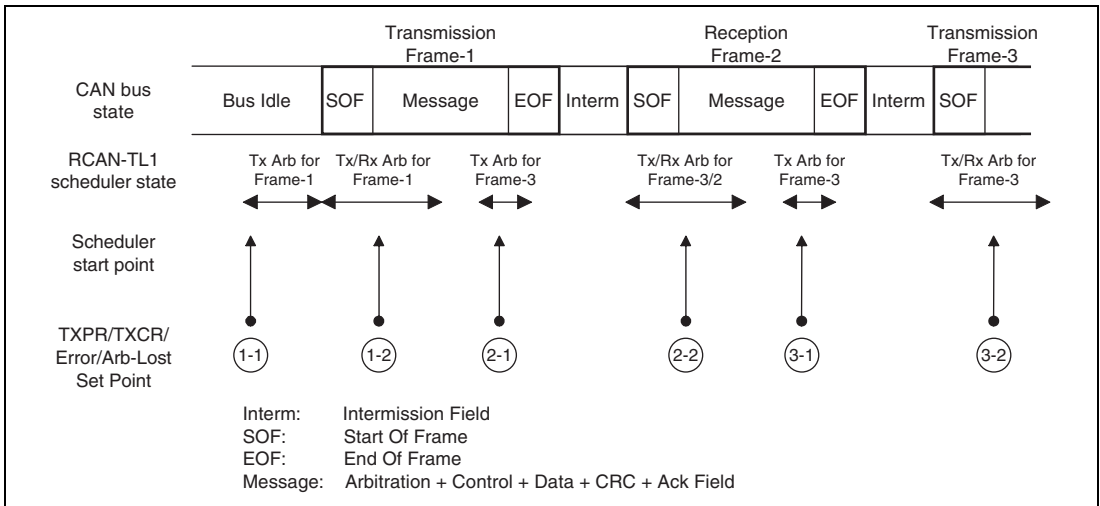 Transmission
Frame-1
Reception
Frame-2
Transmission
Frame-3
CAN bus
state
Bus Idle SOF Message EOF Interm SOF Message EOF Interm SOF
RCAN-TL1
scheduler state
Tx Arb for
Frame-1
Tx/Rx Arb for
Frame-1
Tx Arb for
Frame-3
Tx/Rx Arb for
Frame-3/2
Tx Arb for
Frame-3
Tx/Rx Arb for
Frame-3
Scheduler
start point
TXPR/TXCR/
Error/Arb-Lost
Set Point
1-1 1-2 2-1 2-2 3-1 3-2
Interm: Intermission Field
SOF: Start Of Frame
EOF: End Of Frame
Message: Arbitration + Control + Data + CRC + Ack Field